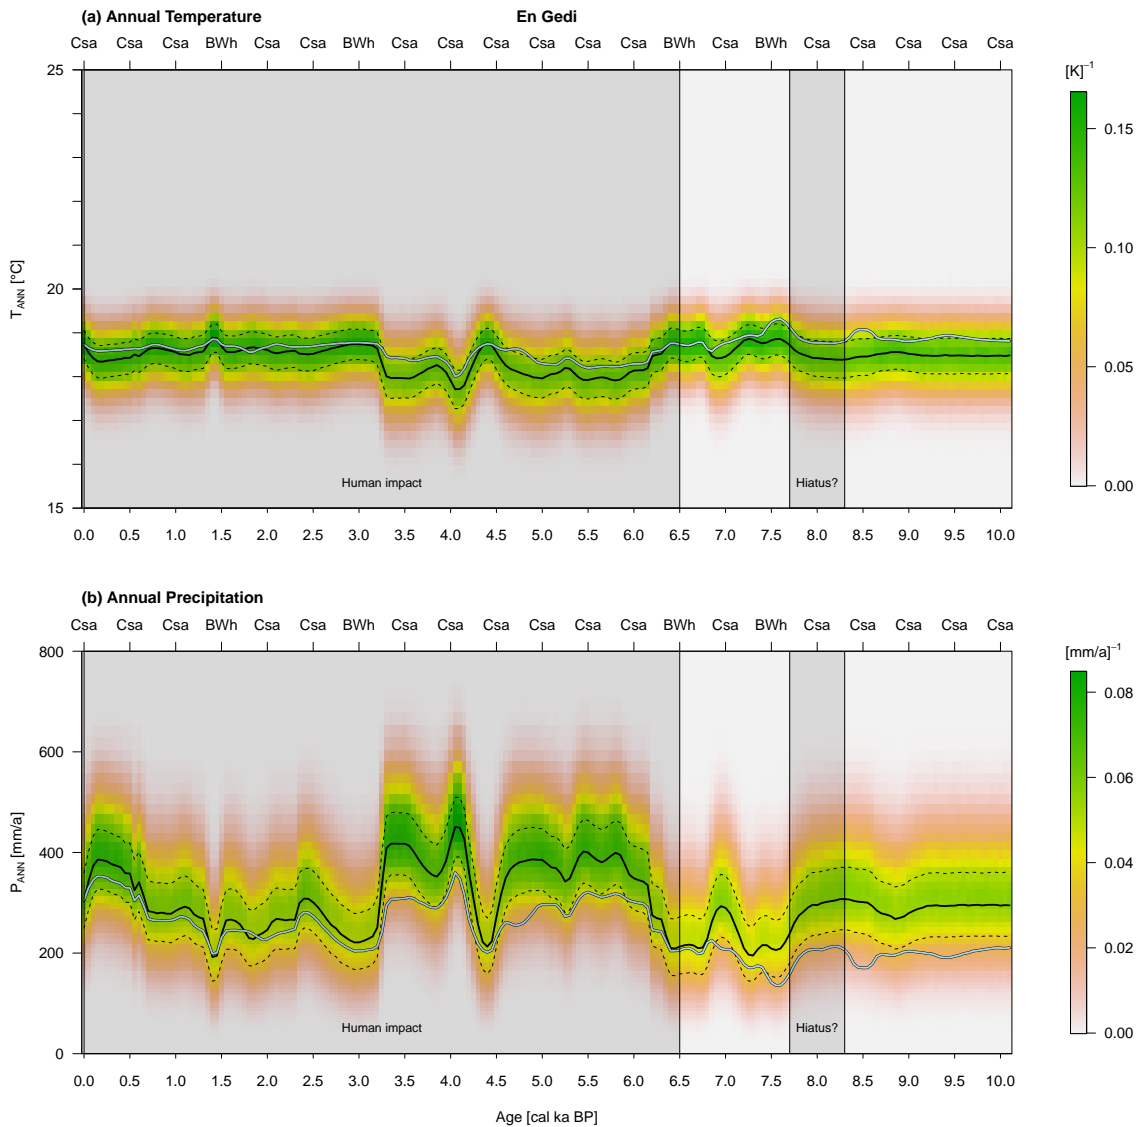 (a) Annual Temperature En Gedi
Csa Csa Csa BWh Csa Csa BWh Csa Csa Csa Csa Csa Csa BWh Csa BWh Csa Csa Csa Csa Csa
[K]⁻¹
25
20
15
T_ANN [°C]
0.15
0.10
0.05
0.00
Human impact
Hiatus?
0.0 0.5 1.0 1.5 2.0 2.5 3.0 3.5 4.0 4.5 5.0 5.5 6.0 6.5 7.0 7.5 8.0 8.5 9.0 9.5 10.0
(b) Annual Precipitation
Csa Csa Csa BWh Csa Csa BWh Csa Csa Csa Csa Csa Csa BWh Csa BWh Csa Csa Csa Csa Csa
[mm/a]⁻¹
800
600
400
200
0
P_ANN [mm/a]
0.08
0.06
0.04
0.02
0.00
Human impact
Hiatus?
0.0 0.5 1.0 1.5 2.0 2.5 3.0 3.5 4.0 4.5 5.0 5.5 6.0 6.5 7.0 7.5 8.0 8.5 9.0 9.5 10.0
Age [cal ka BP]